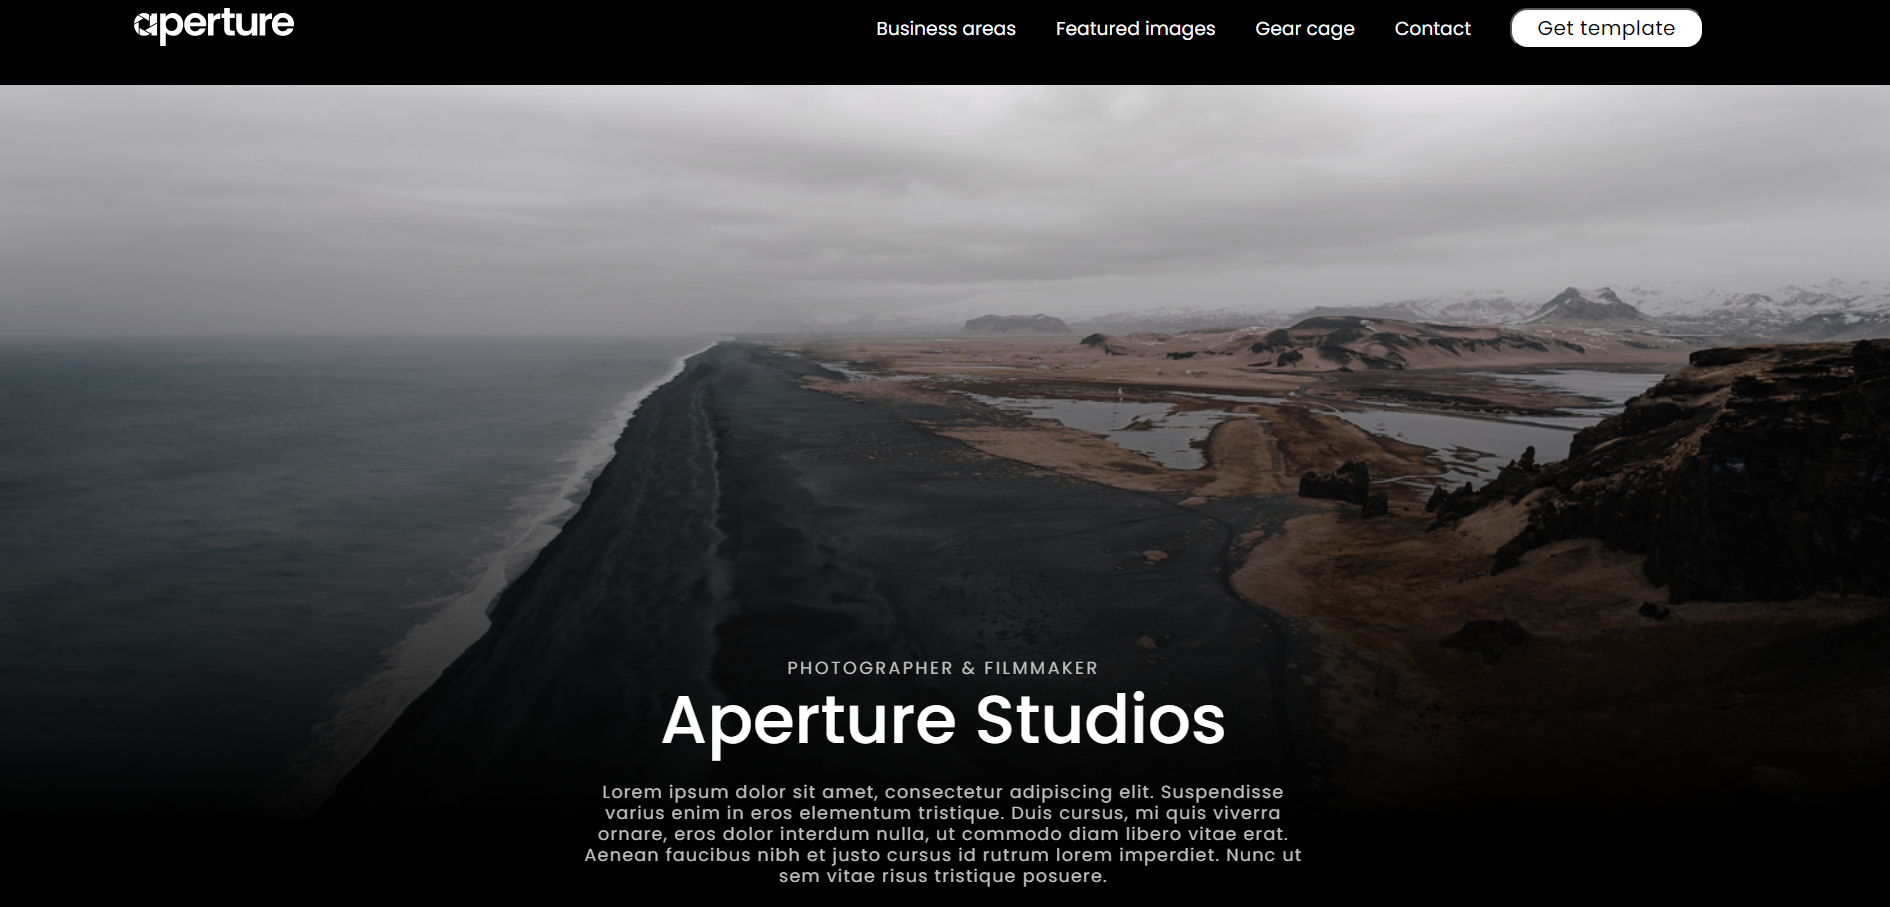 aperture
Business areas
Featured images
Gear cage
Contact
Get template
PHOTOGRAPHER & FILMMAKER
Aperture Studios
Lorem ipsum dolor sit amet, consectetur adipiscing elit. Suspendisse
varius enim in eros elementum tristique. Duis cursus, mi quis viverra
ornare, eros dolor interdum nulla, ut commodo diam libero vitae erat.
Aenean faucibus nibh et justo cursus id rutrum lorem imperdiet. Nunc ut
sem vitae risus tristique posuere.